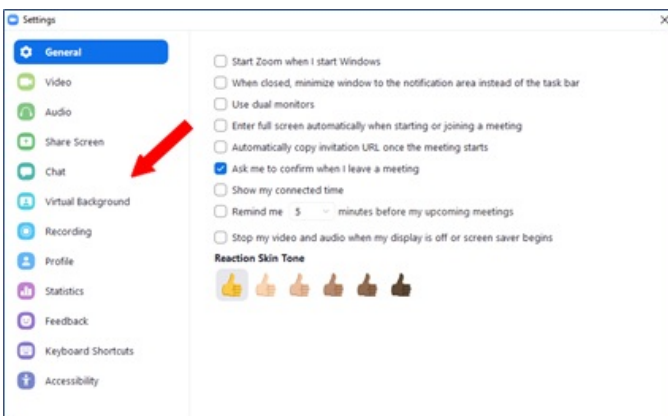 Settings
General
Video
Audio
Share Screen
Chat
Virtual Background
Recording
Profile
Statistics
Feedback
Keyboard Shortcuts
Accessibility
Start Zoom when I start Windows
When closed, minimize window to the notification area instead of the task bar
Use dual monitors
Enter full screen automatically when starting or joining a meeting
Automatically copy invitation URL once the meeting starts
Ask me to confirm when I leave a meeting
Show my connected time
Remind me 5 minutes before my upcoming meetings
Stop my video and audio when my display is off or screen saver begins
Reaction Skin Tone